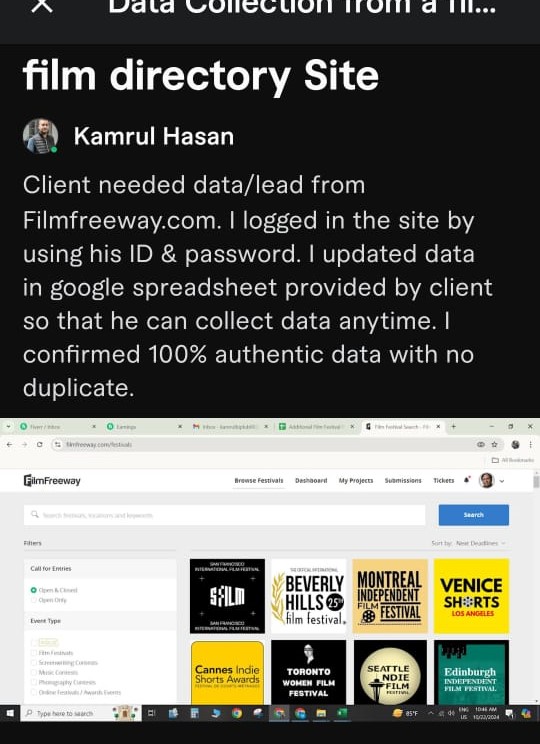 Data Collection from a fil...
film directory Site
Kamrul Hasan
Client needed data/lead from
Filmfreeway.com. I logged in the site by
using his ID & password. I updated data
in google spreadsheet provided by client
so that he can collect data anytime. I
confirmed 100% authentic data with no
duplicate.
Fiverr / Inbox
Earnings
Additional Film Festival
Film Festival Search - Fil
filmfreeway.com/festivals
All Bookmarks
FilmFreeway
Browse Festivals Dashboard My Projects Submissions Tickets
Search festivals, locations and keywords
Search
Filters
Sort by: Next Deadlines
Call for Entries
Open & Closed
Open Only
Event Type
Film Festivals
Screenwriting Contests
Music Contests
Photography Contests
Online Festivals / Awards Events
SAN FRANCISCO
INTERNATIONAL FILM FESTIVAL
SFFILM
SAN FRANCISCO
INTERNATIONAL FILM FESTIVAL
BEVERLY
HILLS 25th
film festival.
MONTREAL
INDEPENDENT
FILM
FESTIVAL
VENICE
SHORTS
LOS ANGELES
Cannes Indie
Shorts Awards
TORONTO
WOMEN FILM
FESTIVAL
SEATTLE
INDIE
FILM
FESTIVAL
Edinburgh
INDEPENDENT
FILM FESTIVAL
Type here to search
85°F
ENG
US
10:46 AM
10/22/2024